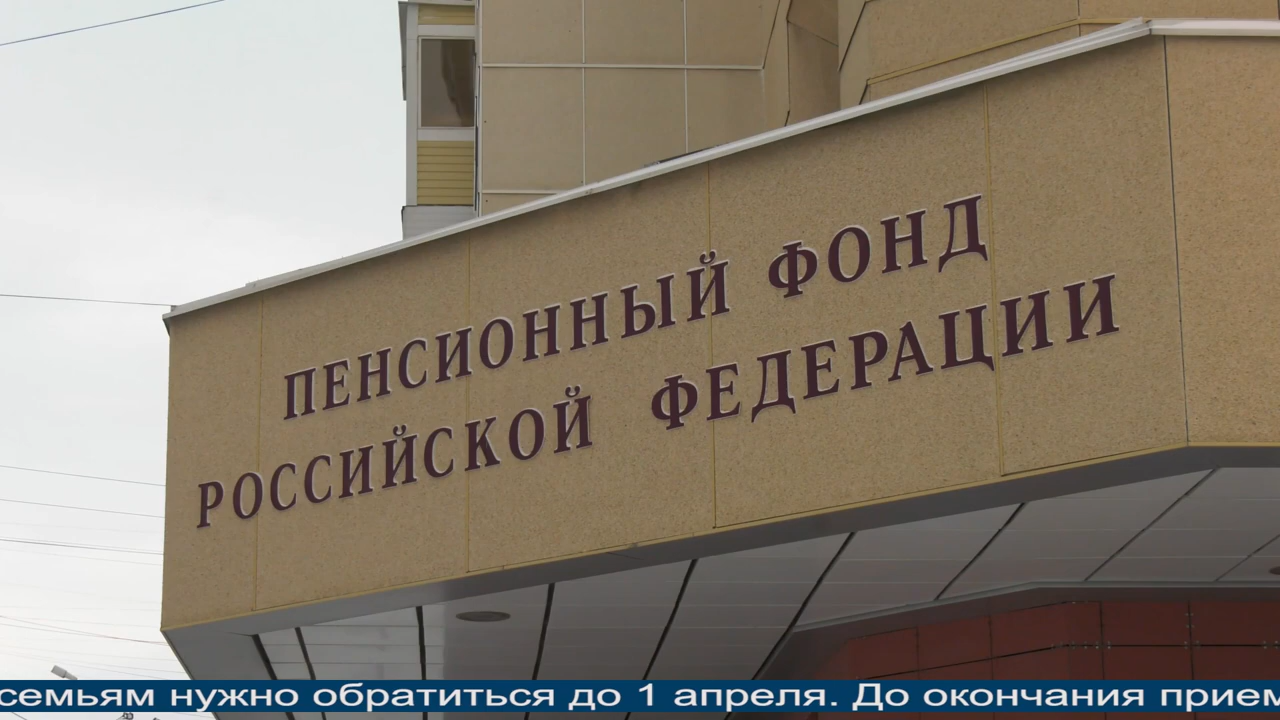 ПЕНСИОННЫЙ ФОНД
РОССИЙСКОЙ ФЕДЕРАЦИИ
семьям нужно обратиться до 1 апреля. До окончания прием